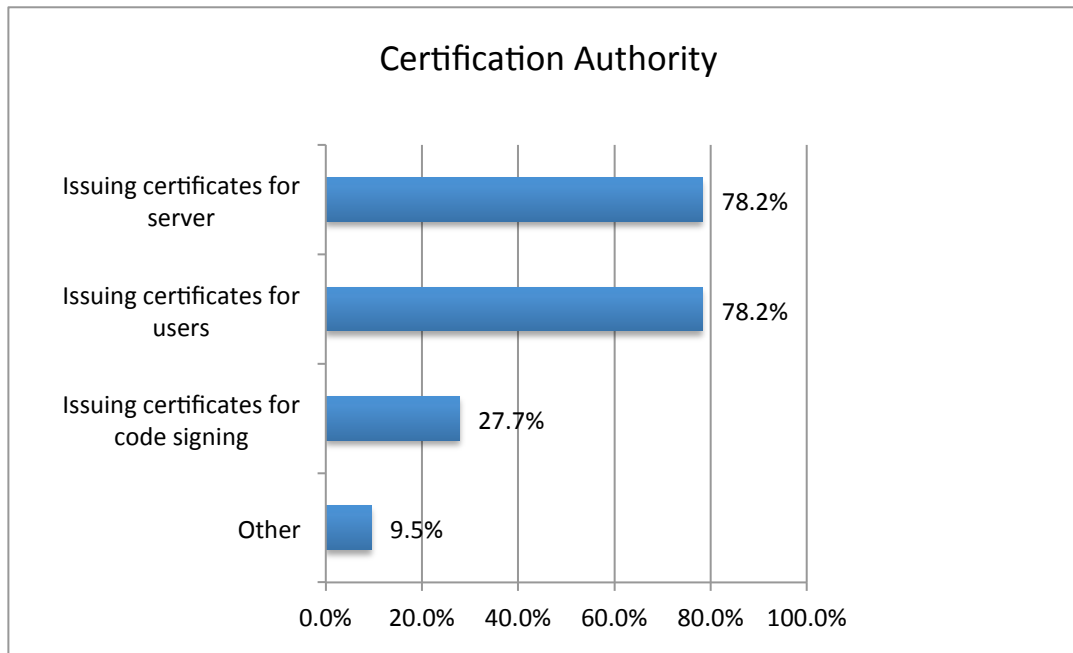 Certification Authority
Issuing certificates for
server
78.2%
Issuing certificates for
users
78.2%
Issuing certificates for
code signing
27.7%
Other
9.5%
0.0% 20.0% 40.0% 60.0% 80.0% 100.0%